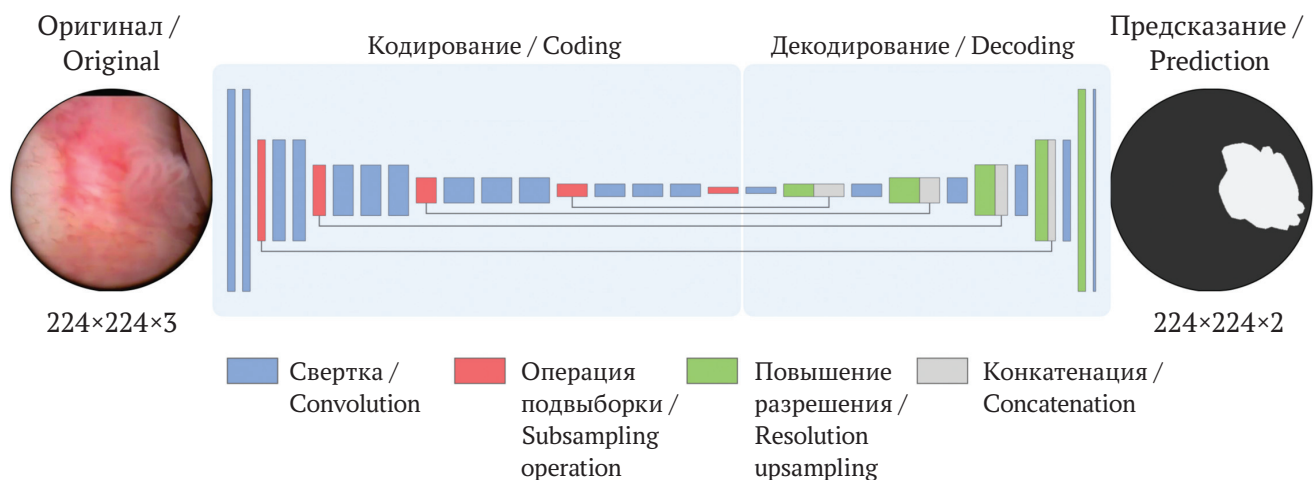 Оригинал /
Original
Кодирование / Coding
Декодирование / Decoding
Предсказание /
Prediction
224×224×3
224×224×2
Свертка /
Convolution
Операция
подвыборки /
Subsampling
operation
Повышение
разрешения /
Resolution
upsampling
Конкатенация /
Concatenation